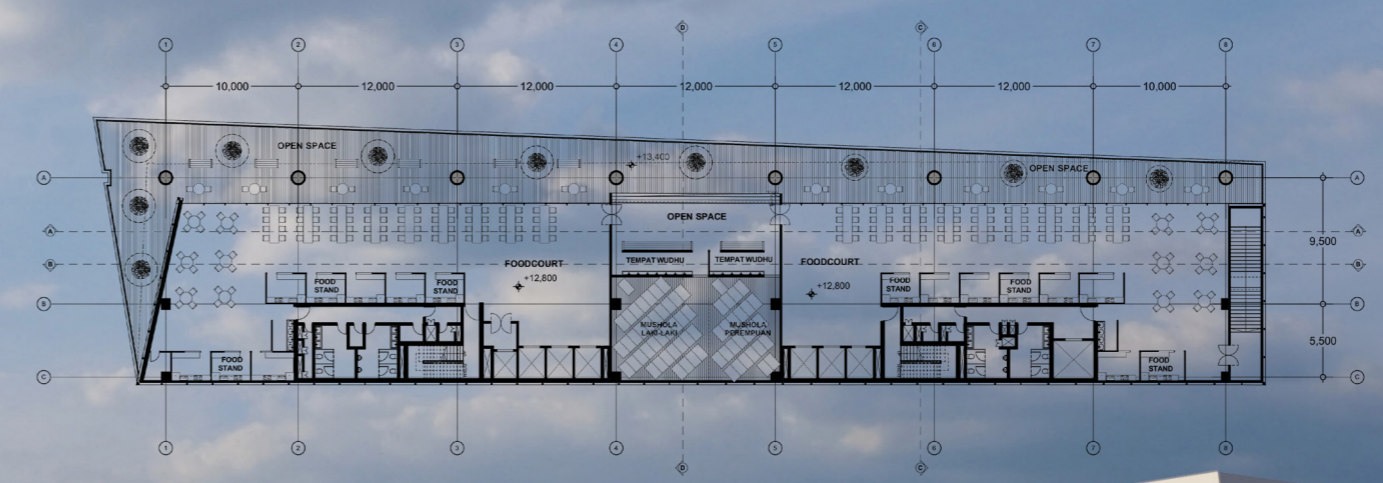 D
C
1
2
3
4
5
6
7
8
10,000
12,000
12,000
12,000
12,000
12,000
10,000
OPEN SPACE
+13,400
OPEN SPACE
A
A
OPEN SPACE
A
A
9,500
TEMPAT WUDHU
TEMPAT WUDHU
B
B
FOODCOURT
+12,800
FOODCOURT
+12,800
FOOD
STAND
FOOD
STAND
FOOD
STAND
FOOD
STAND
B
B
MUSHOLA
LAKI-LAKI
MUSHOLA
PEREMPUAN
5,500
FOOD
STAND
FOOD
STAND
C
C
1
2
3
4
5
6
7
8
D
C